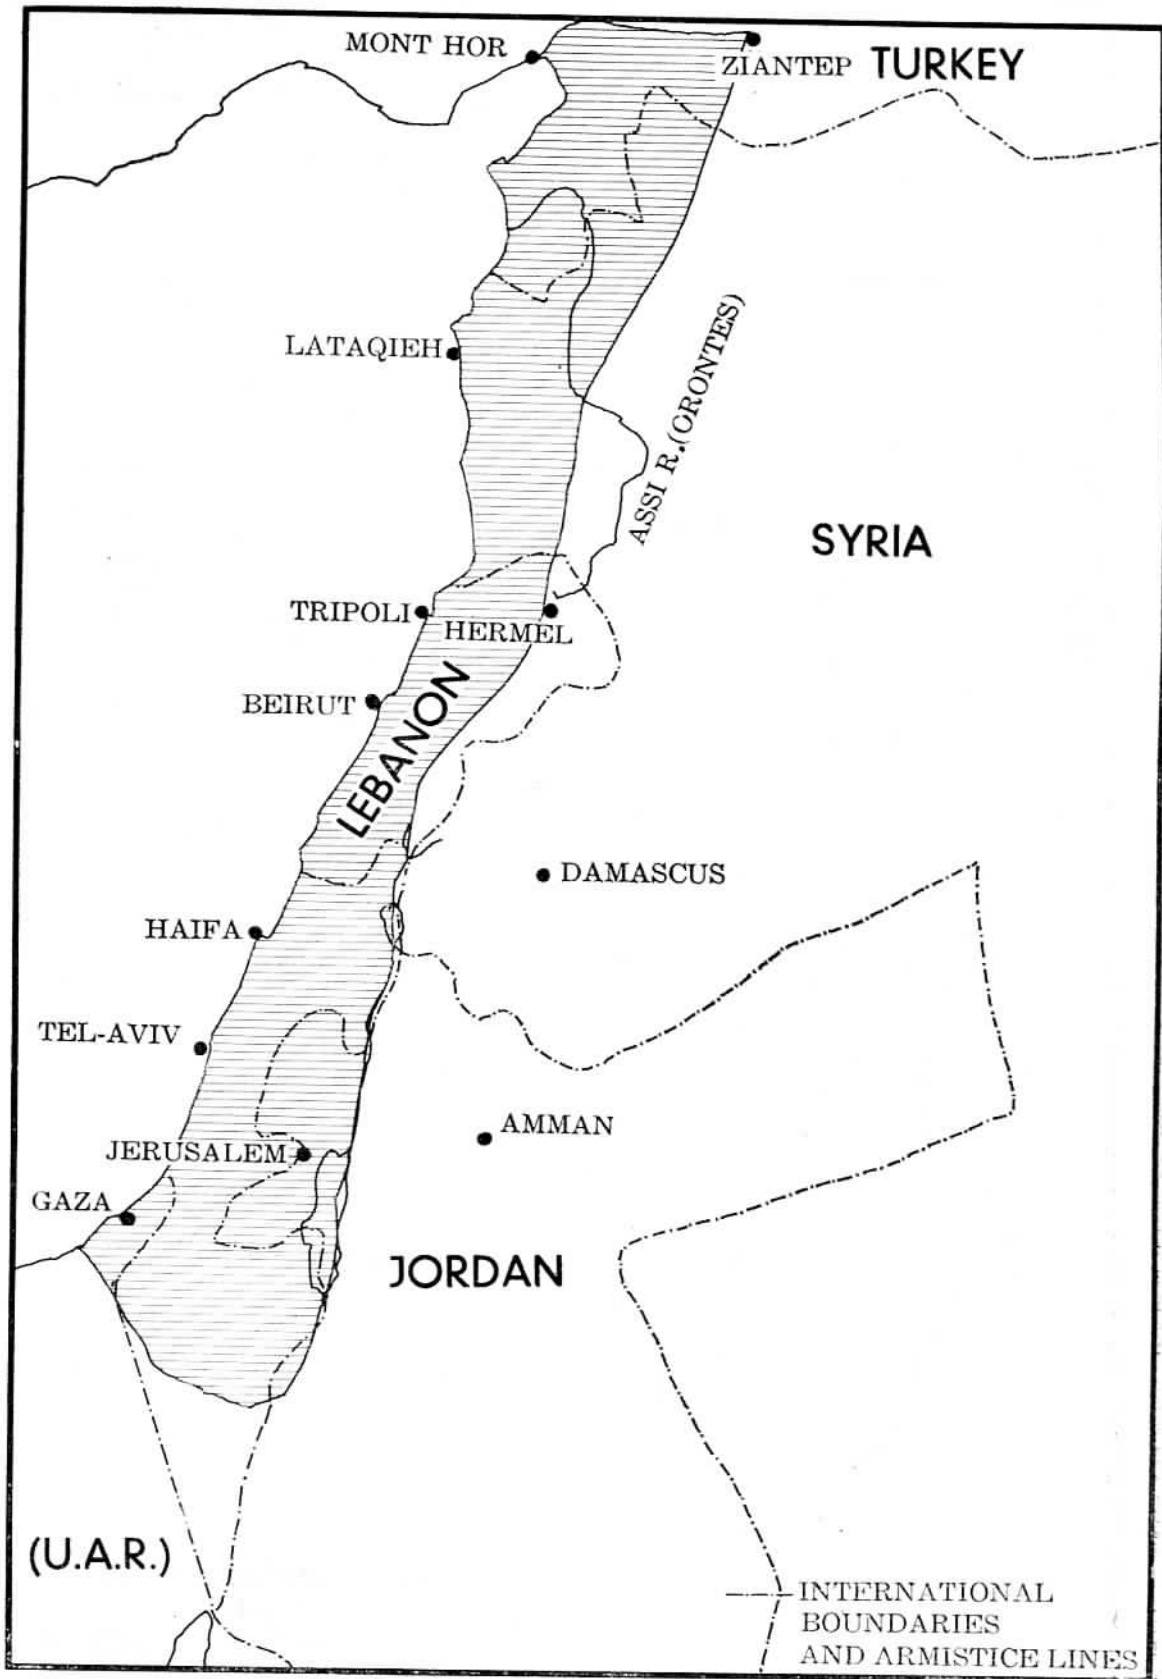 MONT HOR
ZIANTEP
TURKEY
LATAQIEH
ASSI R.(ORONTES)
SYRIA
TRIPOLI
HERMEL
BEIRUT
LEBANON
DAMASCUS
HAIFA
TEL-AVIV
AMMAN
JERUSALEM
GAZA
JORDAN
(U.A.R.)
INTERNATIONAL
BOUNDARIES
AND ARMISTICE LINES